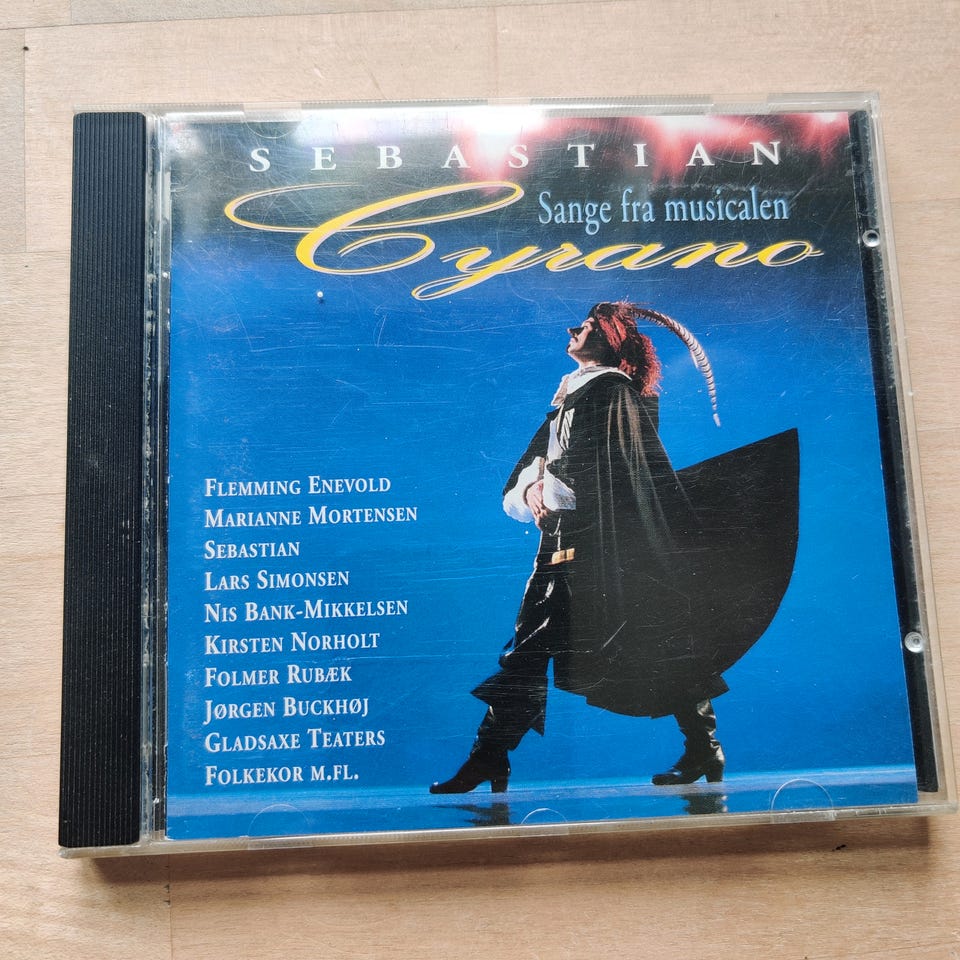 SEBASTIAN
Sange fra musicalen
Cyrano
FLEMMING ENEVOLD
MARIANNE MORTENSEN
SEBASTIAN
LARS SIMONSEN
NIS BANK-MIKKELSEN
KIRSTEN NORHOLT
FOLMER RUBÆK
JØRGEN BUCKHØJ
GLADSAXE TEATERS
FOLKEKOR M.FL.